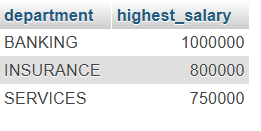 department highest_salary
BANKING 1000000
INSURANCE 800000
SERVICES 750000